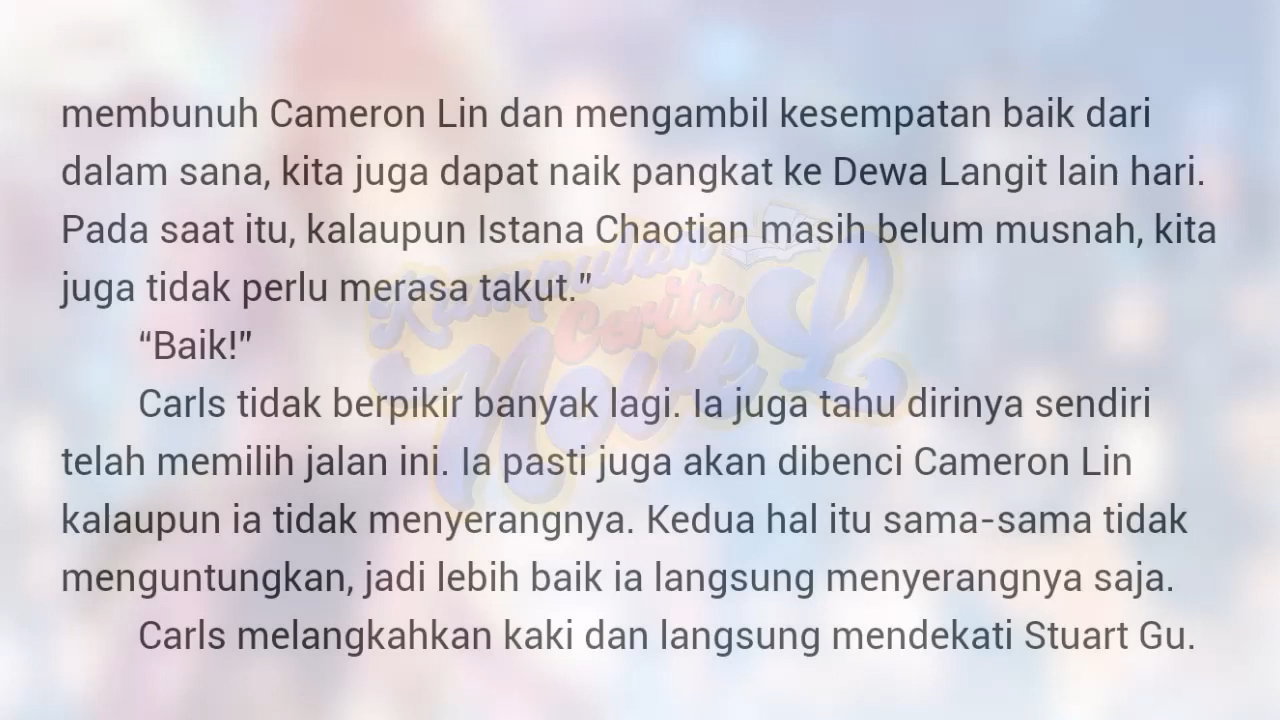 membunuh Cameron Lin dan mengambil kesempatan baik dari
dalam sana, kita juga dapat naik pangkat ke Dewa Langit lain hari.
Pada saat itu, kalaupun Istana Chaotian masih belum musnah, kita
juga tidak perlu merasa takut.”
“Baik!”
Carls tidak berpikir banyak lagi. Ia juga tahu dirinya sendiri
telah memilih jalan ini. Ia pasti juga akan dibenci Cameron Lin
kalaupun ia tidak menyerangnya. Kedua hal itu sama-sama tidak
menguntungkan, jadi lebih baik ia langsung menyerangnya saja.
Carls melangkahkan kaki dan langsung mendekati Stuart Gu.
Kumpulan
Cerita
Novel